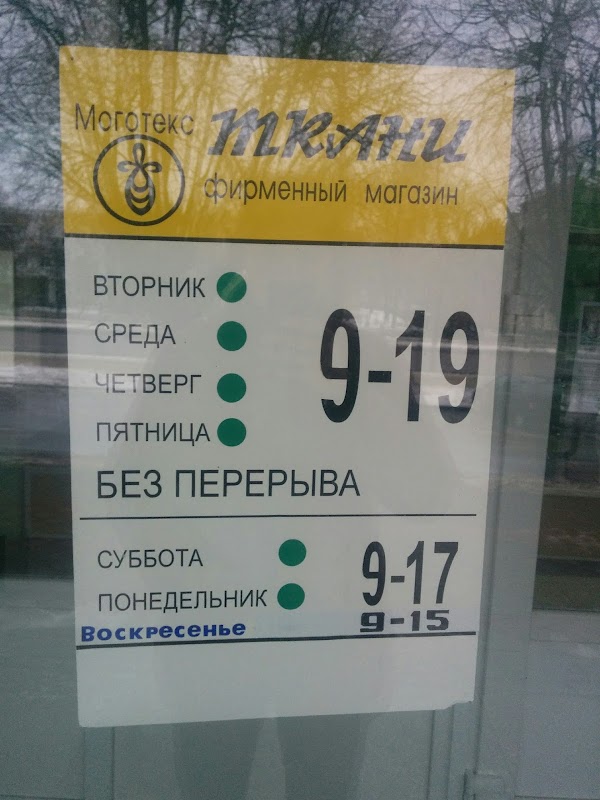 Моготекс ткани
фирменный магазин
ВТОРНИК
СРЕДА
ЧЕТВЕРГ
ПЯТНИЦА
9-19
БЕЗ ПЕРЕРЫВА
СУББОТА
ПОНЕДЕЛЬНИК
9-17
Воскресенье 9-15